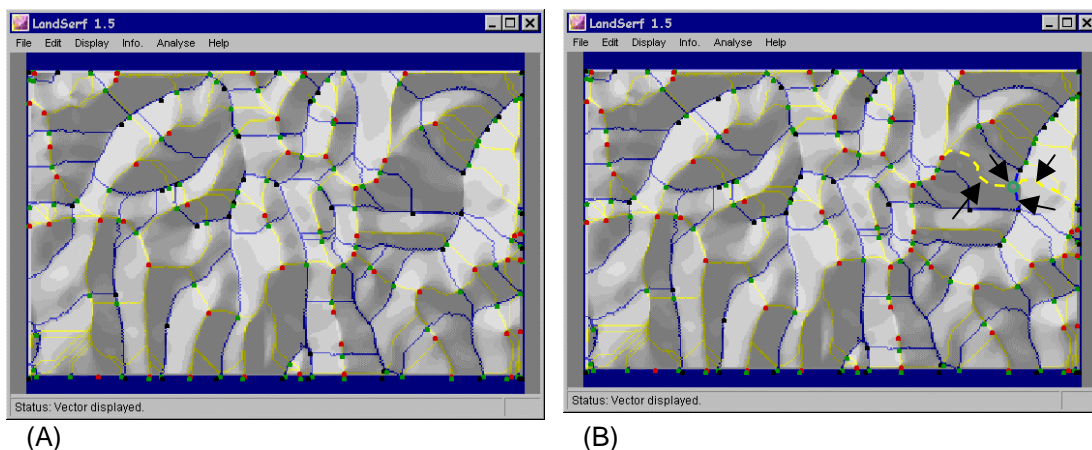 LandSerf 1.5
File Edit Display Info. Analyse Help
Status: Vector displayed.
(A)
LandSerf 1.5
File Edit Display Info. Analyse Help
Status: Vector displayed.
(B)